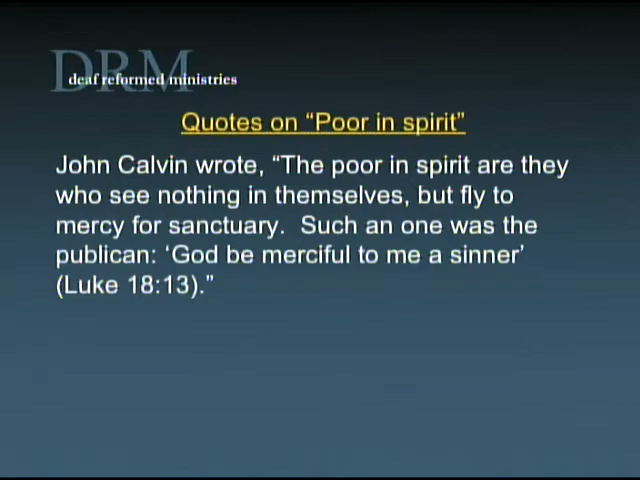 DRM
deaf reformed ministries
Quotes on “Poor in spirit”
John Calvin wrote, “The poor in spirit are they
who see nothing in themselves, but fly to
mercy for sanctuary.  Such an one was the
publican: ‘God be merciful to me a sinner’
(Luke 18:13).”